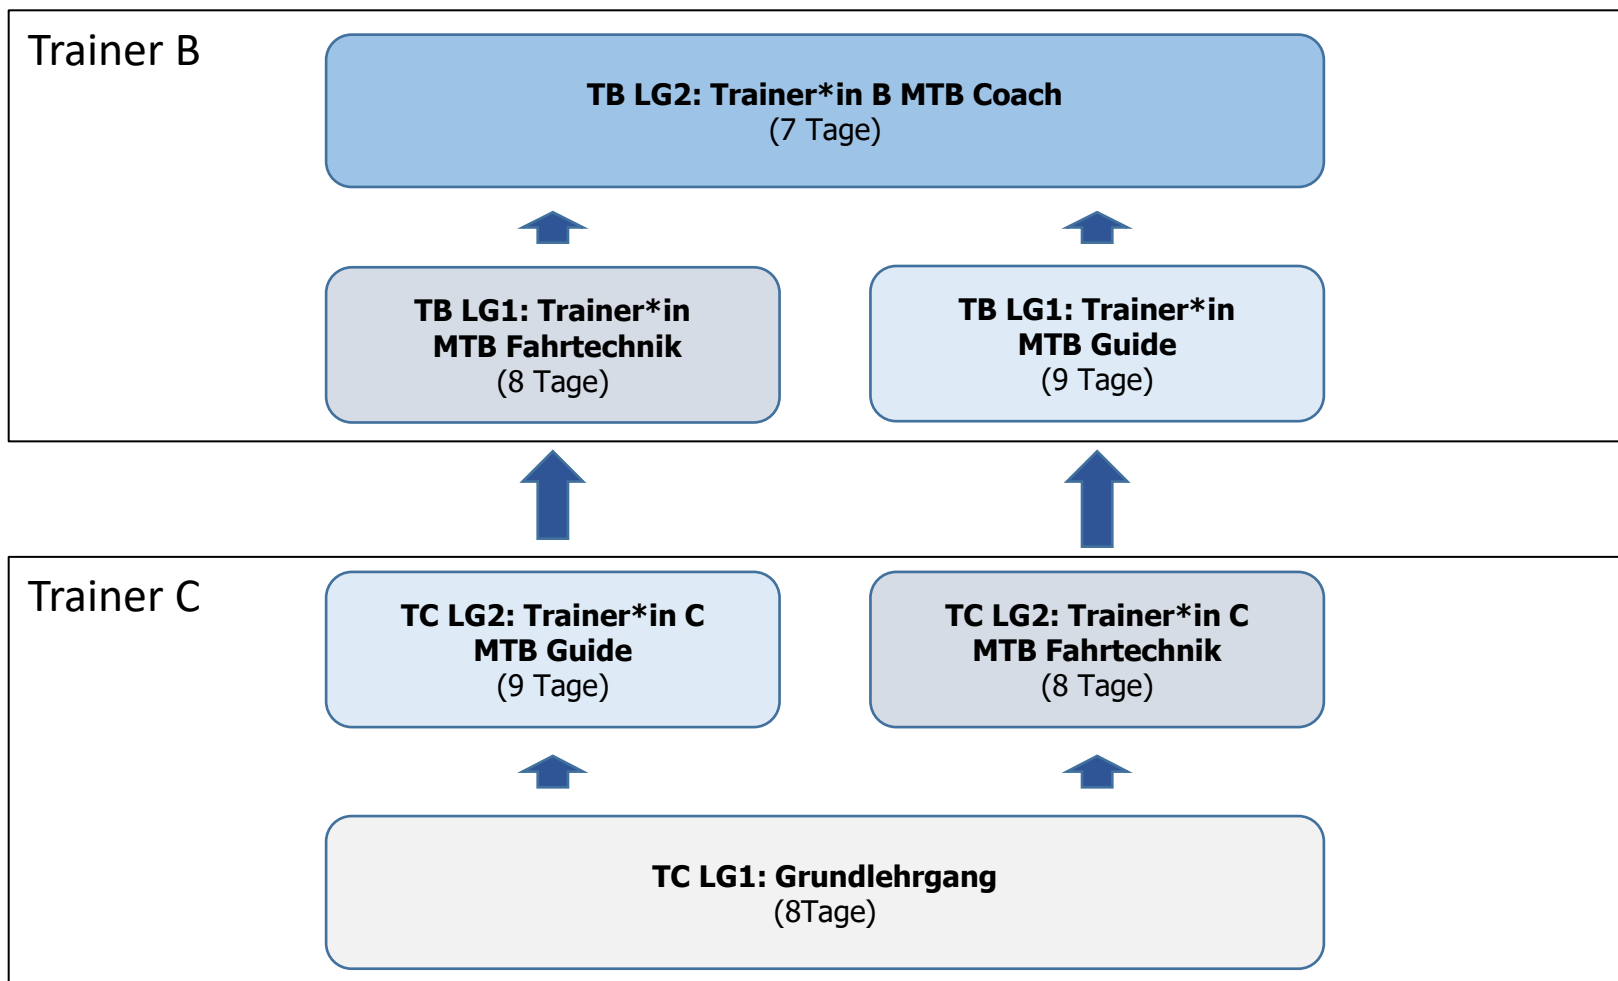 Trainer B
TB LG2: Trainer*in B MTB Coach
(7 Tage)
TB LG1: Trainer*in
MTB Fahrtechnik
(8 Tage)
TB LG1: Trainer*in
MTB Guide
(9 Tage)
Trainer C
TC LG2: Trainer*in C
MTB Guide
(9 Tage)
TC LG2: Trainer*in C
MTB Fahrtechnik
(8 Tage)
TC LG1: Grundlehrgang
(8Tage)